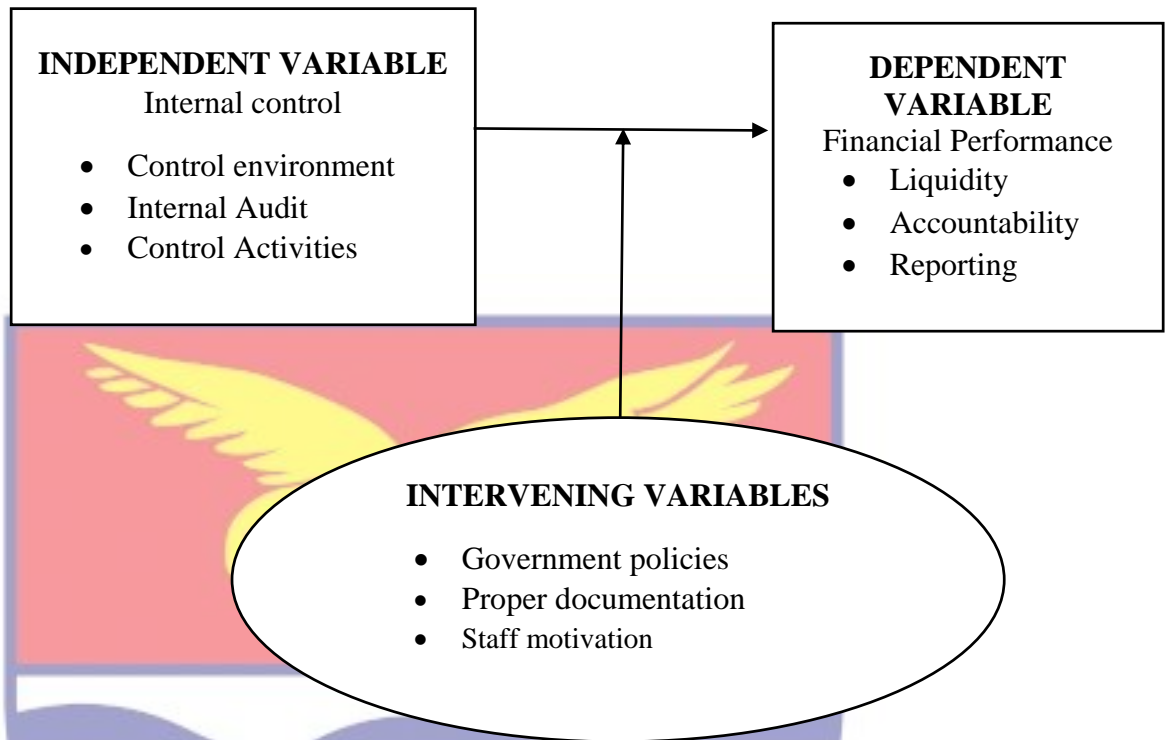 INDEPENDENT VARIABLE
Internal control
• Control environment
• Internal Audit
• Control Activities
DEPENDENT
VARIABLE
Financial Performance
• Liquidity
• Accountability
• Reporting
INTERVENING VARIABLES
• Government policies
• Proper documentation
• Staff motivation